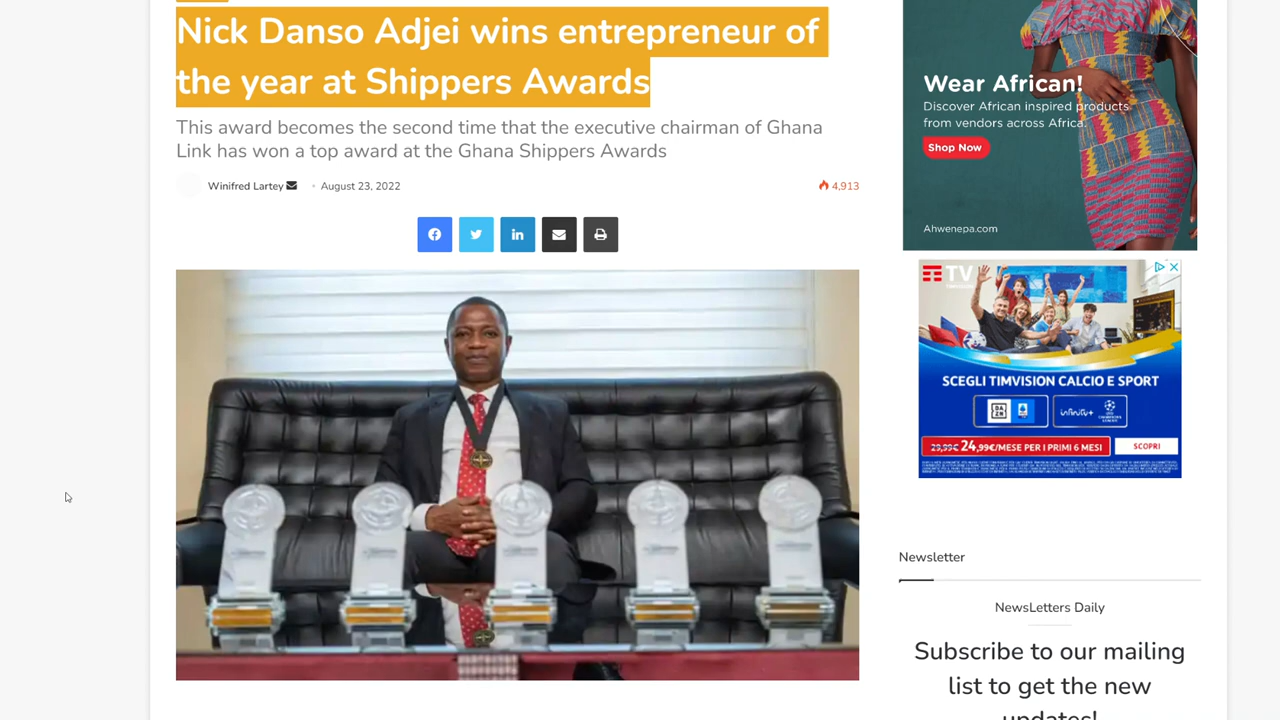 Nick Danso Adjei wins entrepreneur of
the year at Shippers Awards
This award becomes the second time that the executive chairman of Ghana
Link has won a top award at the Ghana Shippers Awards
Winifred Lartey
August 23, 2022
4,913
Wear African!
Discover African inspired products
from vendors across Africa.
Shop Now
Ahwenepa.com
TV
SCEGLI TIMVISION CALCIO E SPORT
DAZN
infinity+
29,99€ 24,99€/MESE PER I PRIMI 6 MESI
SCOPRI
Newsletter
NewsLetters Daily
Subscribe to our mailing
list to get the new
updates!